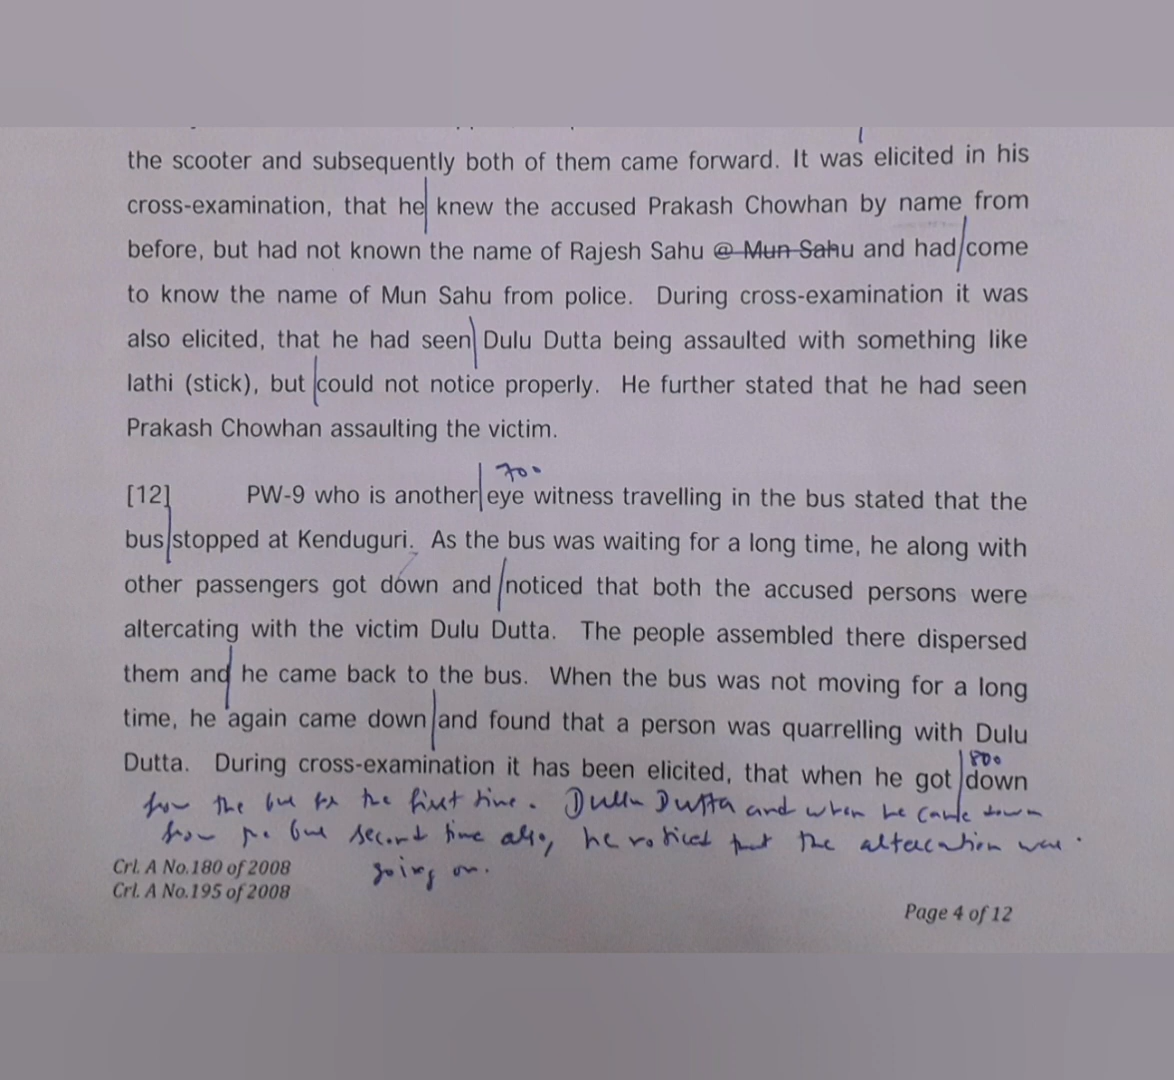 the scooter and subsequently both of them came forward. It was elicited in his
cross-examination, that he knew the accused Prakash Chowhan by name from
before, but had not known the name of Rajesh Sahu @ Mun Sahu and had come
to know the name of Mun Sahu from police. During cross-examination it was
also elicited, that he had seen Dulu Dutta being assaulted with something like
lathi (stick), but could not notice properly. He further stated that he had seen
Prakash Chowhan assaulting the victim.
700
[12] PW-9 who is another eye witness travelling in the bus stated that the
bus stopped at Kenduguri. As the bus was waiting for a long time, he along with
other passengers got down and noticed that both the accused persons were
altercating with the victim Dulu Dutta. The people assembled there dispersed
them and he came back to the bus. When the bus was not moving for a long
time, he again came down and found that a person was quarrelling with Dulu
800
Dutta. During cross-examination it has been elicited, that when he got down
from the bus for the first time. Dullu Dutta and when he came down
from the bus second time also, he noticed that the altercation was
going on.
Crl. A No.180 of 2008
Crl. A No.195 of 2008
Page 4 of 12